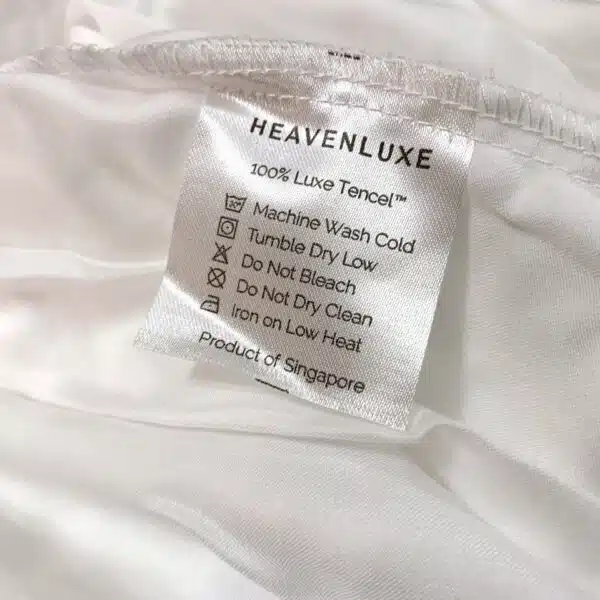 HEAVENLUXE
100% Luxe Tencel™
Machine Wash Cold
Tumble Dry Low
Do Not Bleach
Do Not Dry Clean
Iron on Low Heat
Product of Singapore